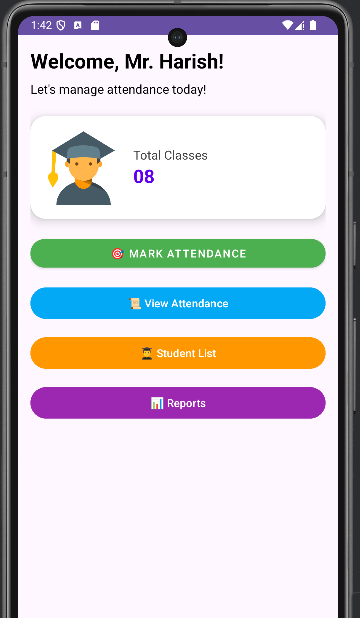 1:42
Welcome, Mr. Harish!
Let's manage attendance today!
Total Classes
08
🎯 MARK ATTENDANCE
📜 View Attendance
👨‍🎓 Student List
📊 Reports